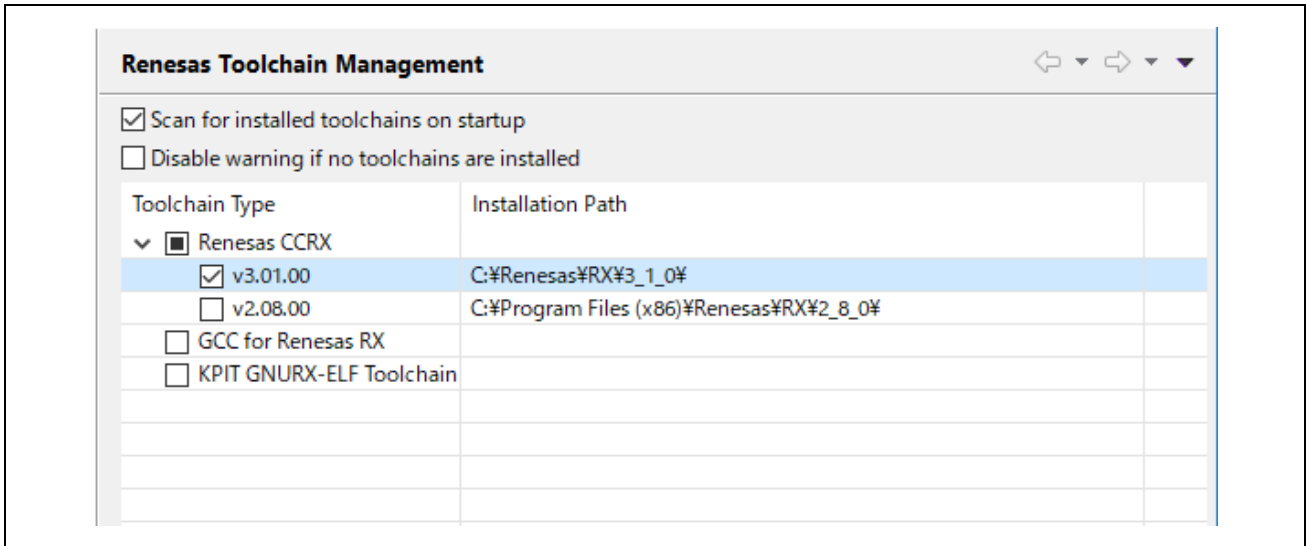 Renesas Toolchain Management
Scan for installed toolchains on startup
Disable warning if no toolchains are installed
Toolchain Type Installation Path
Renesas CCRX
v3.01.00 C:¥Renesas¥RX¥3_1_0¥
v2.08.00 C:¥Program Files (x86)¥Renesas¥RX¥2_8_0¥
GCC for Renesas RX
KPIT GNURX-ELF Toolchain